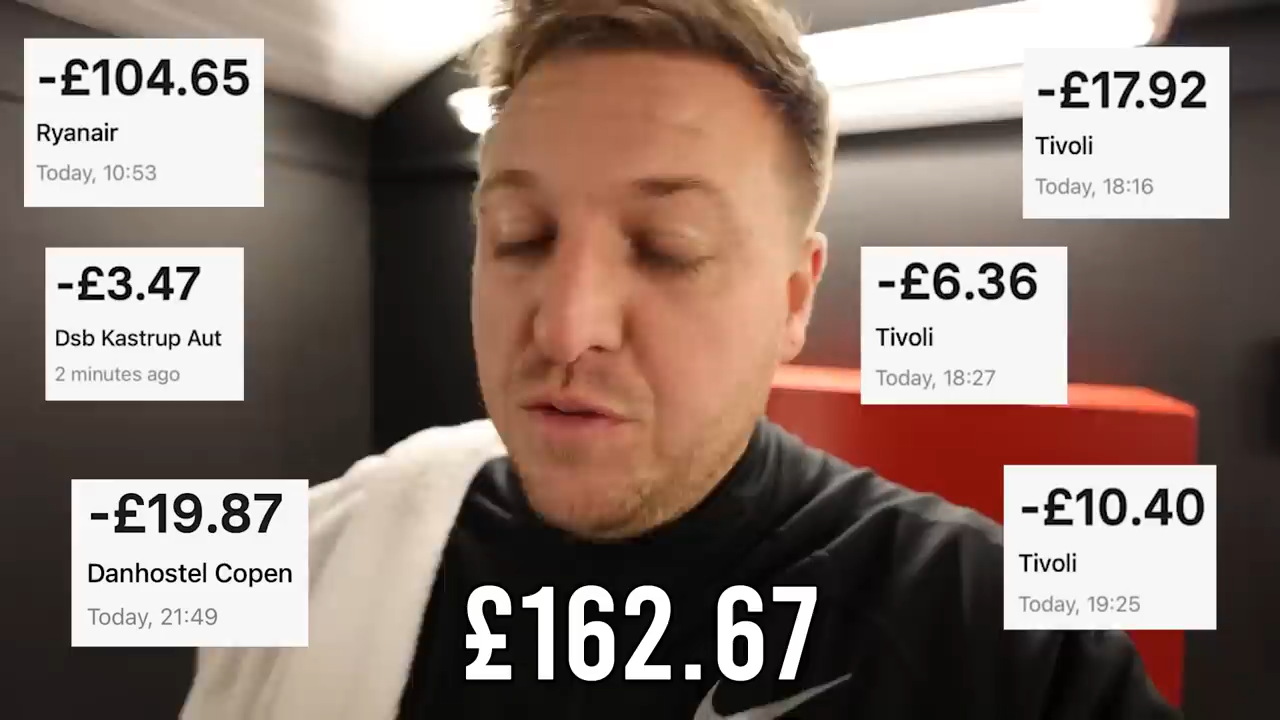 -£104.65
Ryanair
Today, 10:53
-£3.47
Dsb Kastrup Aut
2 minutes ago
-£19.87
Danhostel Copen
Today, 21:49
-£17.92
Tivoli
Today, 18:16
-£6.36
Tivoli
Today, 18:27
-£10.40
Tivoli
Today, 19:25
£162.67